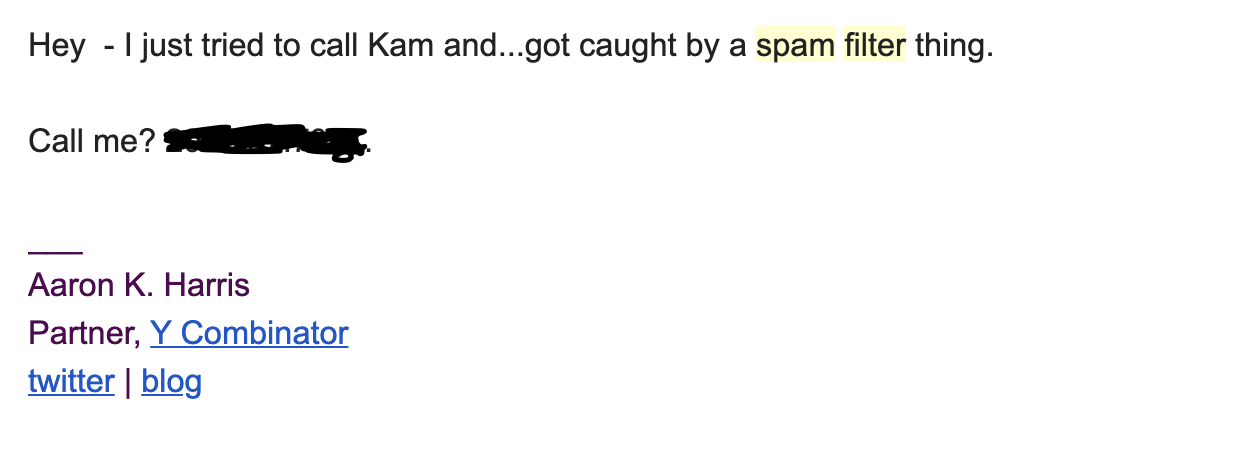 Hey  - I just tried to call Kam and...got caught by a spam filter thing.
Call me?
___
Aaron K. Harris
Partner, Y Combinator
twitter | blog